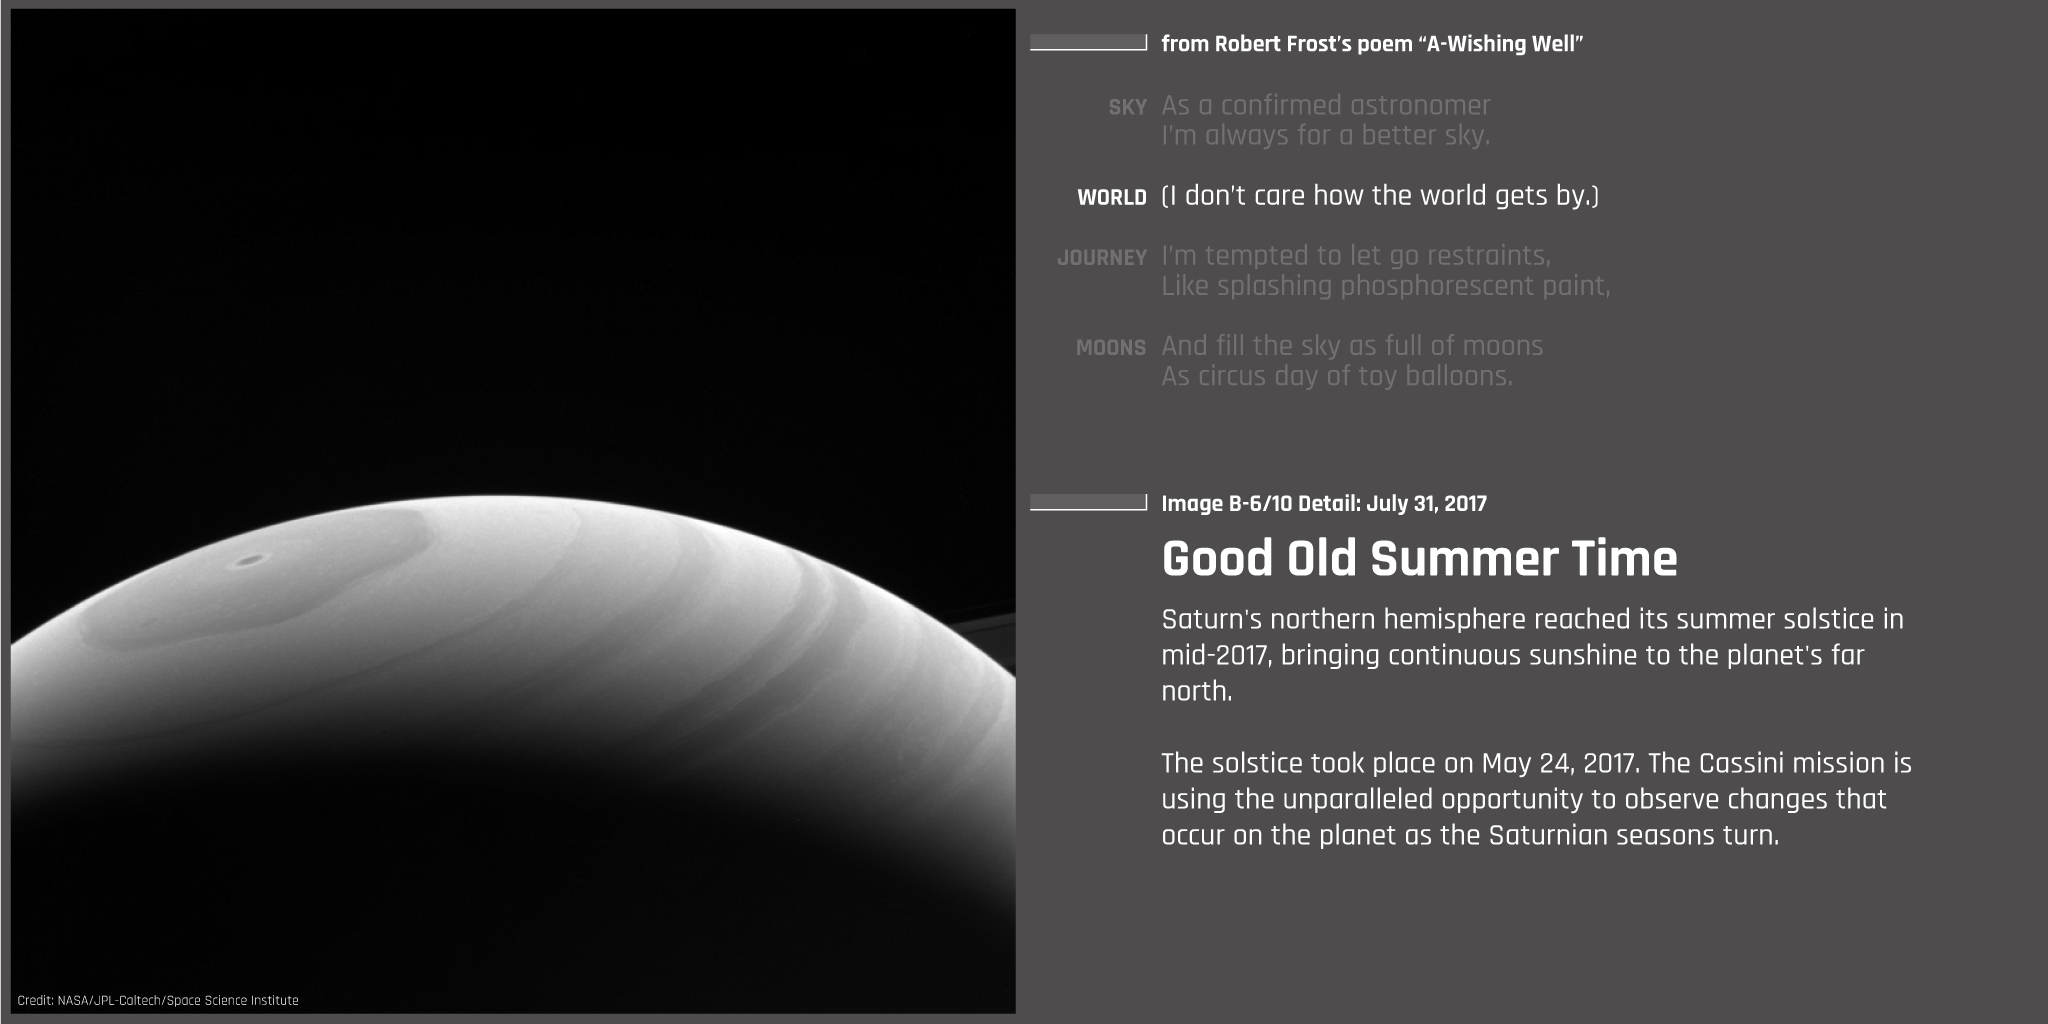 from Robert Frost’s poem “A-Wishing Well”
SKY As a confirmed astronomer
I’m always for a better sky.
WORLD (I don’t care how the world gets by.)
JOURNEY I’m tempted to let go restraints,
Like splashing phosphorescent paint,
MOONS And fill the sky as full of moons
As circus day of toy balloons.
Image B-6/10 Detail: July 31, 2017
Good Old Summer Time
Saturn's northern hemisphere reached its summer solstice in
mid-2017, bringing continuous sunshine to the planet's far
north.
The solstice took place on May 24, 2017. The Cassini mission is
using the unparalleled opportunity to observe changes that
occur on the planet as the Saturnian seasons turn.
Credit: NASA/JPL-Caltech/Space Science Institute